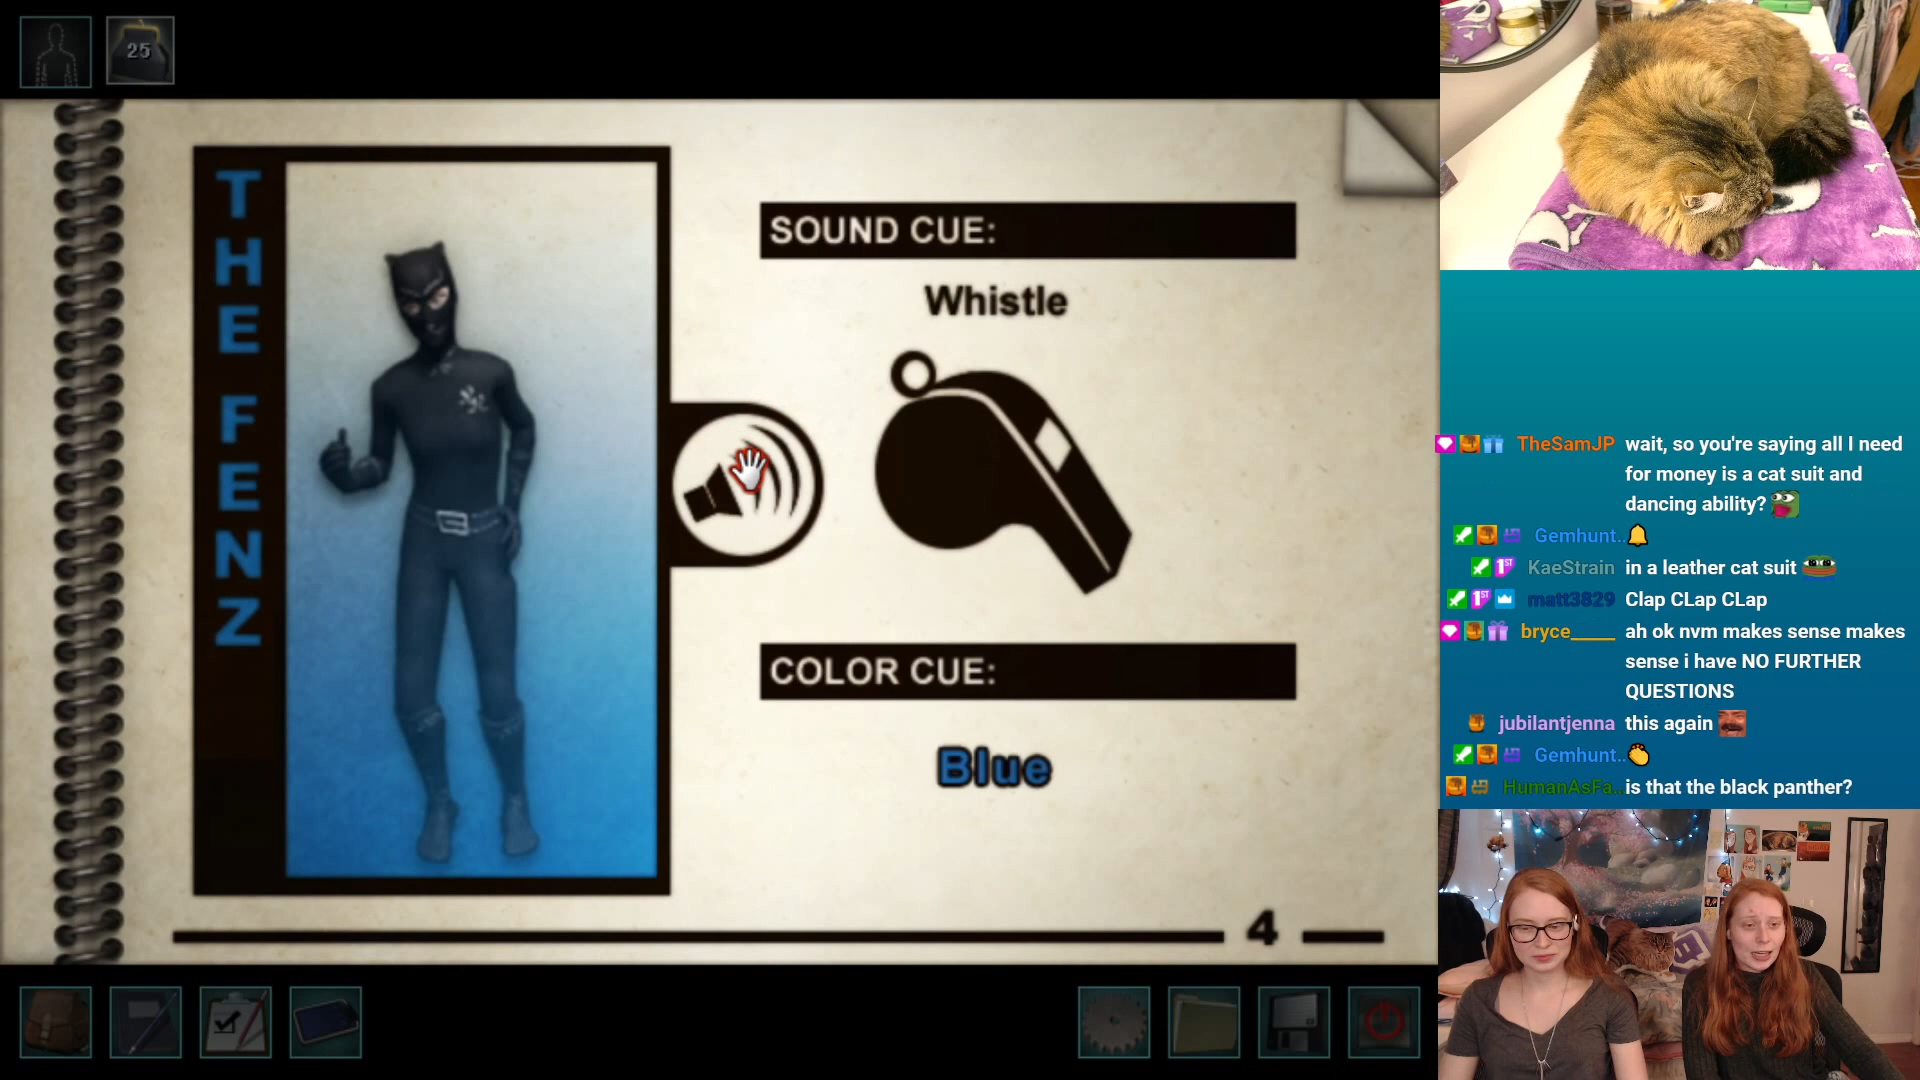 25
THE FENZ
SOUND CUE:
Whistle
COLOR CUE:
Blue
4
TheSamJP wait, so you're saying all I need
for money is a cat suit and
dancing ability?
Gemhunt..
1ST KaeStrain in a leather cat suit
1ST matt3829 Clap CLap CLap
bryce_____ ah ok nvm makes sense makes
sense i have NO FURTHER
QUESTIONS
jubilantjenna this again
Gemhunt..
HumanAsFa.. is that the black panther?